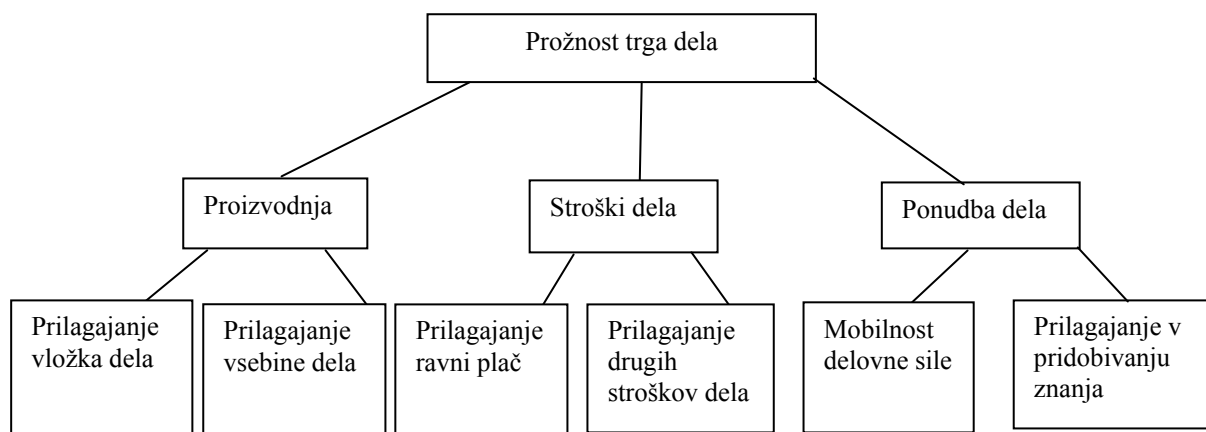 Prožnost trga dela
Proizvodnja
Stroški dela
Ponudba dela
Prilagajanje
vložka dela
Prilagajanje
vsebine dela
Prilagajanje
ravni plač
Prilagajanje
drugih
stroškov dela
Mobilnost
delovne sile
Prilagajanje v
pridobivanju
znanja